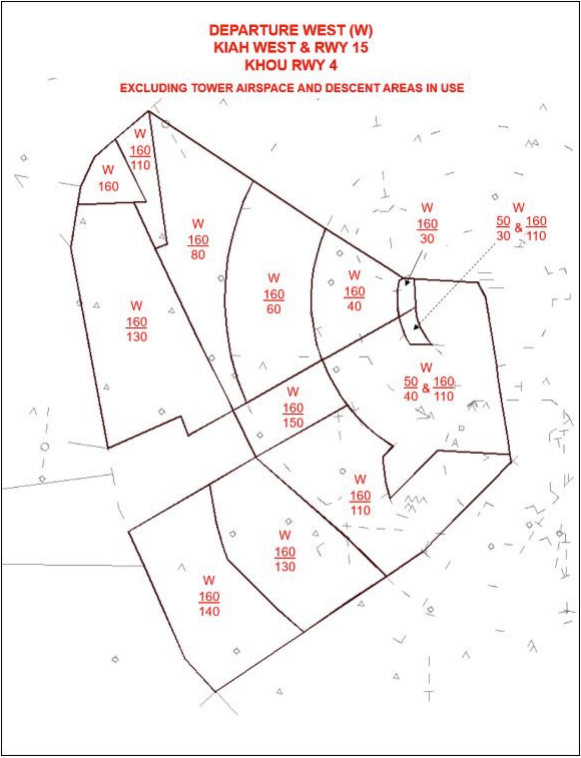 DEPARTURE WEST (W)
KIAH WEST & RWY 15
KHOU RWY 4
EXCLUDING TOWER AIRSPACE AND DESCENT AREAS IN USE
W
160
110
W
160
W
160
80
W
160
30
W
50 & 160
30 110
W
160
60
W
160
40
W
160
130
W
50 & 160
40 110
W
160
150
W
160
110
W
160
130
W
160
140